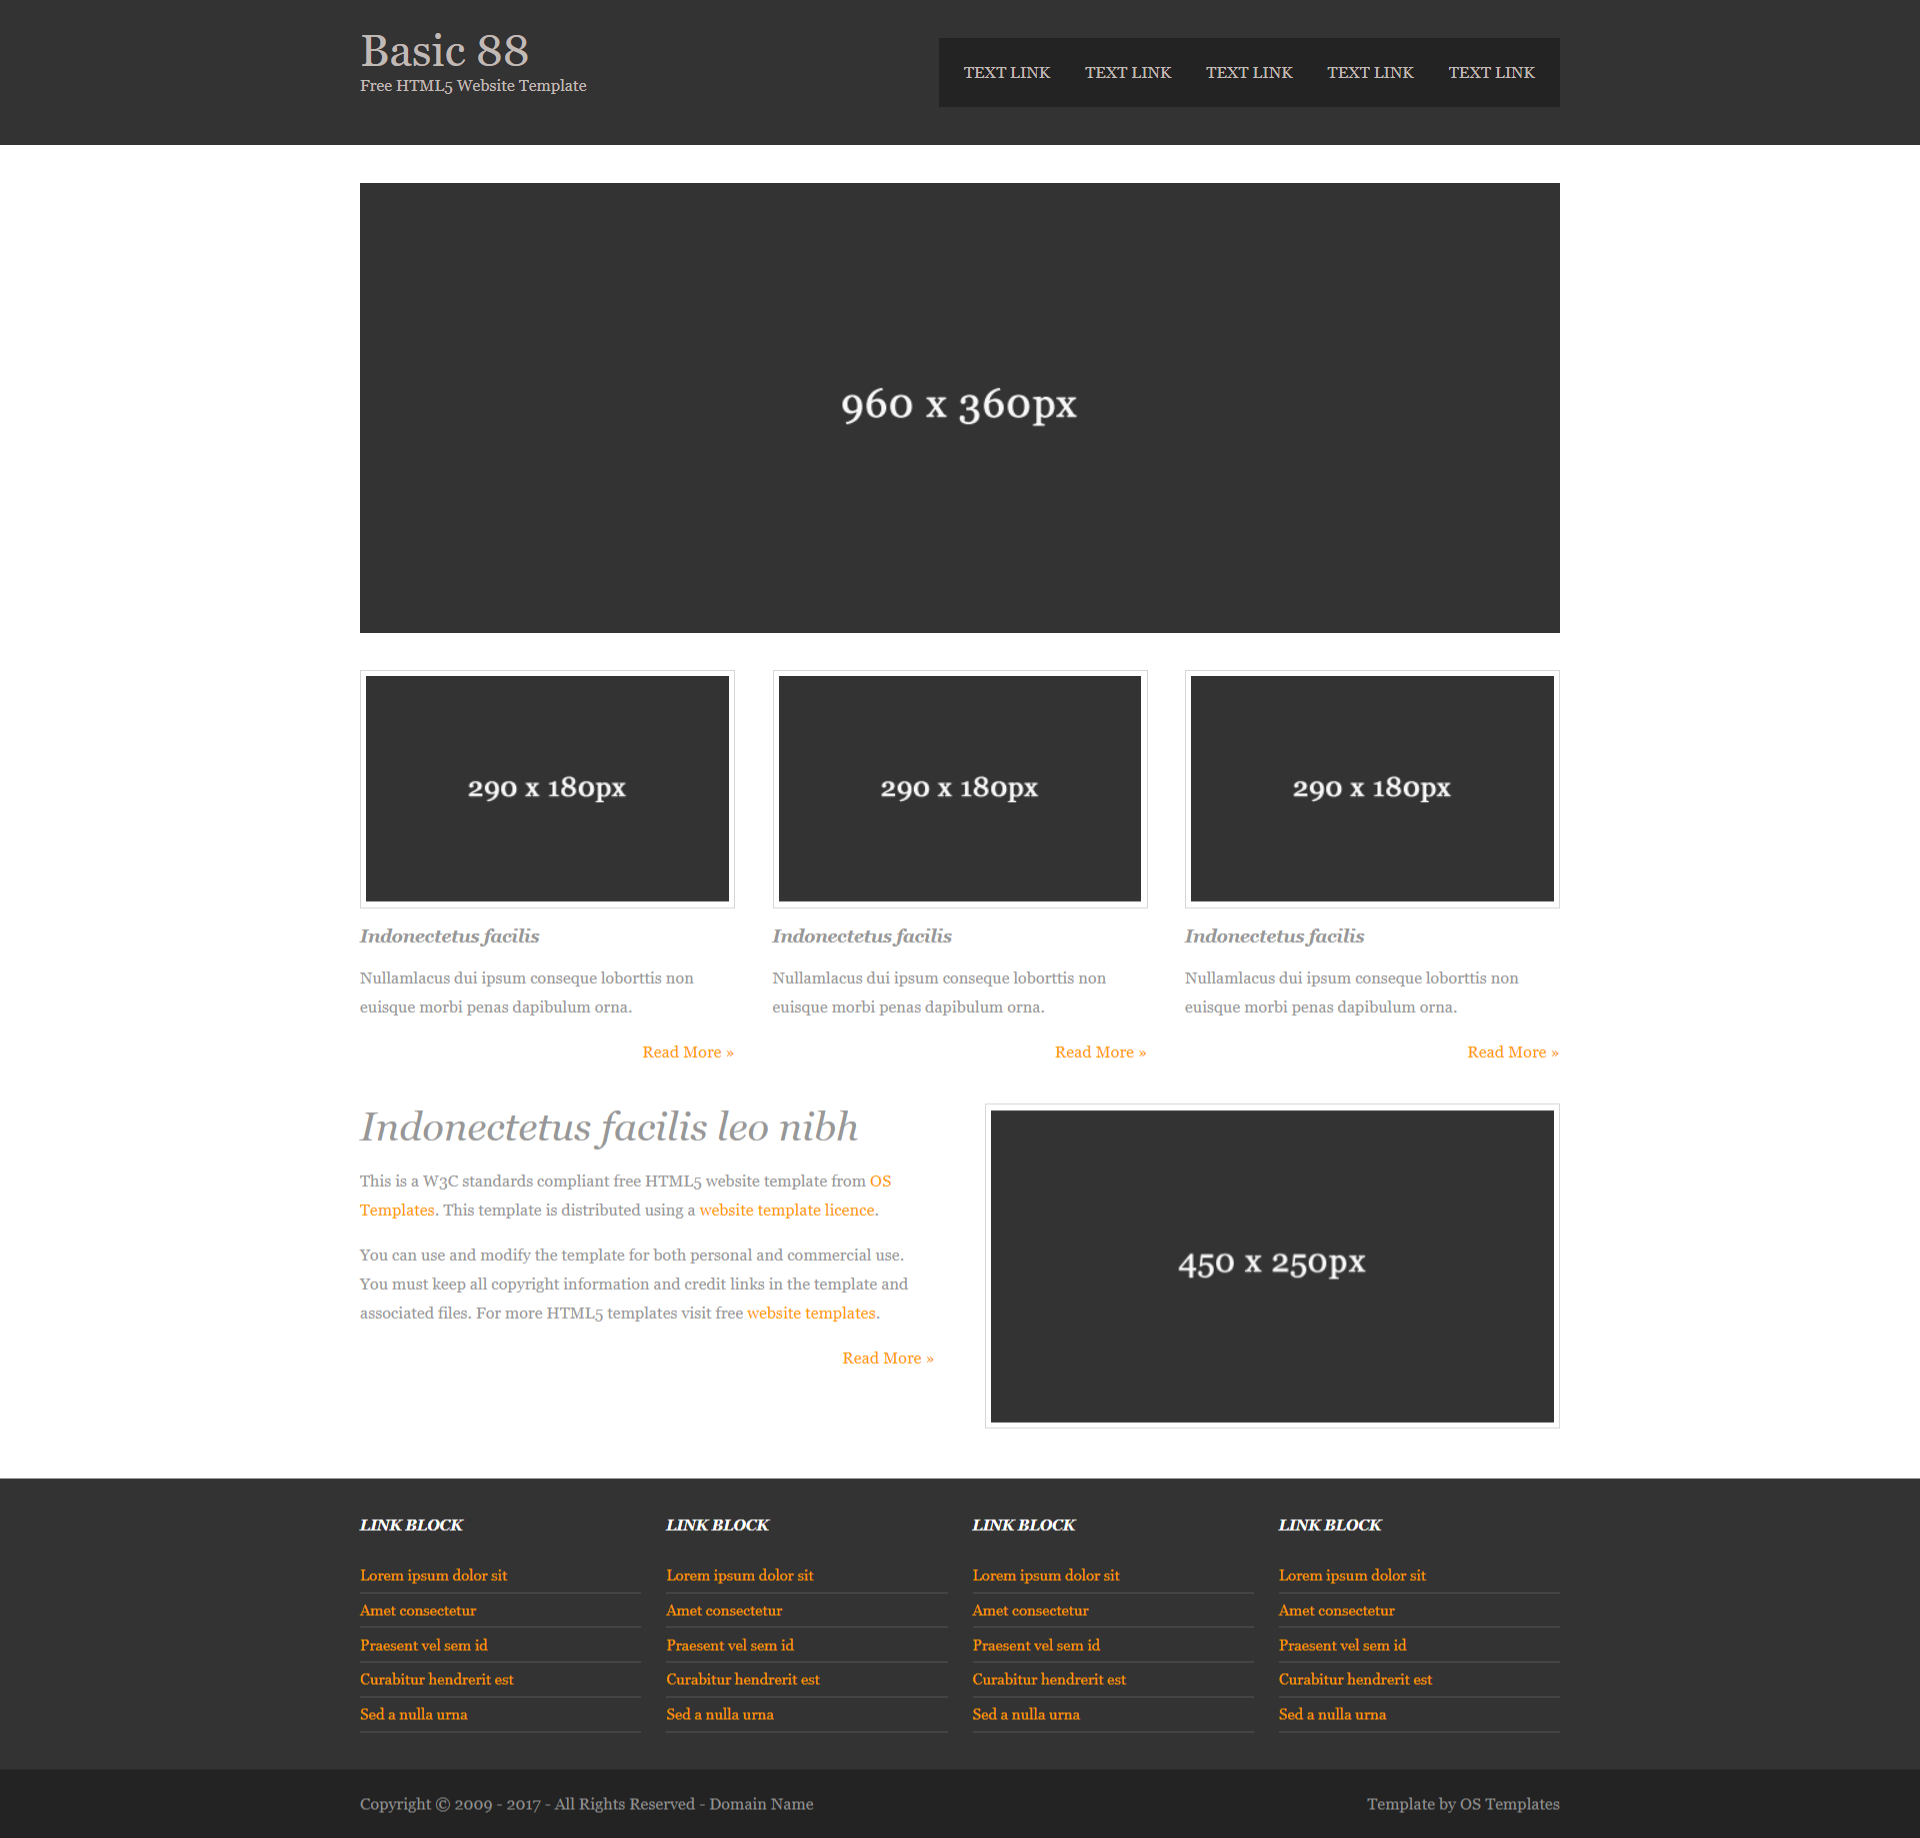 Basic 88
Free HTML5 Website Template
TEXT LINK TEXT LINK TEXT LINK TEXT LINK TEXT LINK
960 x 360px
290 x 180px
Indonectetus facilis
Nullamlacus dui ipsum conseque loborttis non
euisque morbi penas dapibulum orna.
Read More »
290 x 180px
Indonectetus facilis
Nullamlacus dui ipsum conseque loborttis non
euisque morbi penas dapibulum orna.
Read More »
290 x 180px
Indonectetus facilis
Nullamlacus dui ipsum conseque loborttis non
euisque morbi penas dapibulum orna.
Read More »
Indonectetus facilis leo nibh
This is a W3C standards compliant free HTML5 website template from OS
Templates. This template is distributed using a website template licence.
You can use and modify the template for both personal and commercial use.
You must keep all copyright information and credit links in the template and
associated files. For more HTML5 templates visit free website templates.
Read More »
450 x 250px
LINK BLOCK
Lorem ipsum dolor sit
Amet consectetur
Praesent vel sem id
Curabitur hendrerit est
Sed a nulla urna
LINK BLOCK
Lorem ipsum dolor sit
Amet consectetur
Praesent vel sem id
Curabitur hendrerit est
Sed a nulla urna
LINK BLOCK
Lorem ipsum dolor sit
Amet consectetur
Praesent vel sem id
Curabitur hendrerit est
Sed a nulla urna
LINK BLOCK
Lorem ipsum dolor sit
Amet consectetur
Praesent vel sem id
Curabitur hendrerit est
Sed a nulla urna
Copyright © 2009 - 2017 - All Rights Reserved - Domain Name
Template by OS Templates